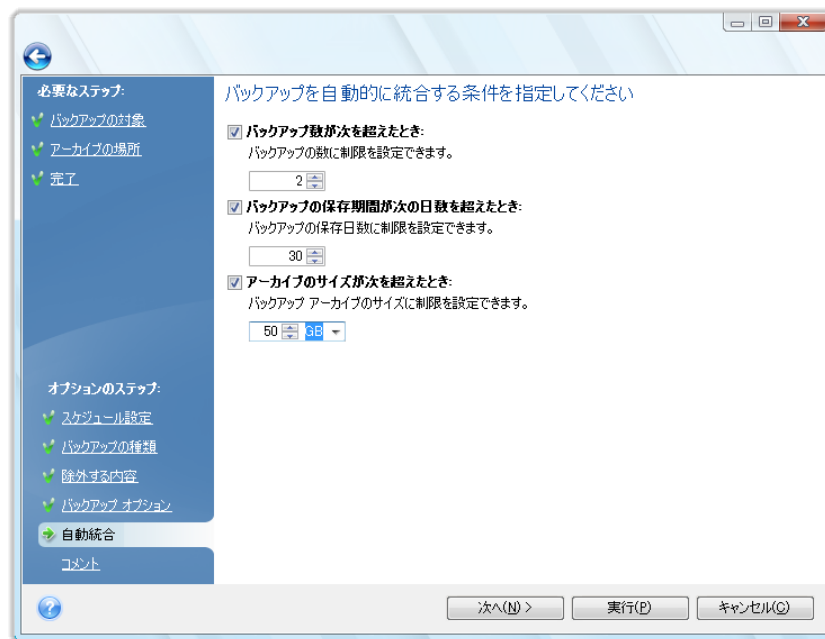 必要なステップ:
バックアップの対象
アーカイブの場所
完了
オプションのステップ:
スケジュール設定
バックアップの種類
除外する内容
バックアップ オプション
自動統合
コメント
バックアップを自動的に統合する条件を指定してください
バックアップ数が次を超えたとき:
バックアップの数に制限を設定できます。
2
バックアップの保存期間が次の日数を超えたとき:
バックアップの保存日数に制限を設定できます。
30
アーカイブのサイズが次を超えたとき:
バックアップ アーカイブのサイズに制限を設定できます。
50 GB
次へ(N) > 実行(P) キャンセル(C)